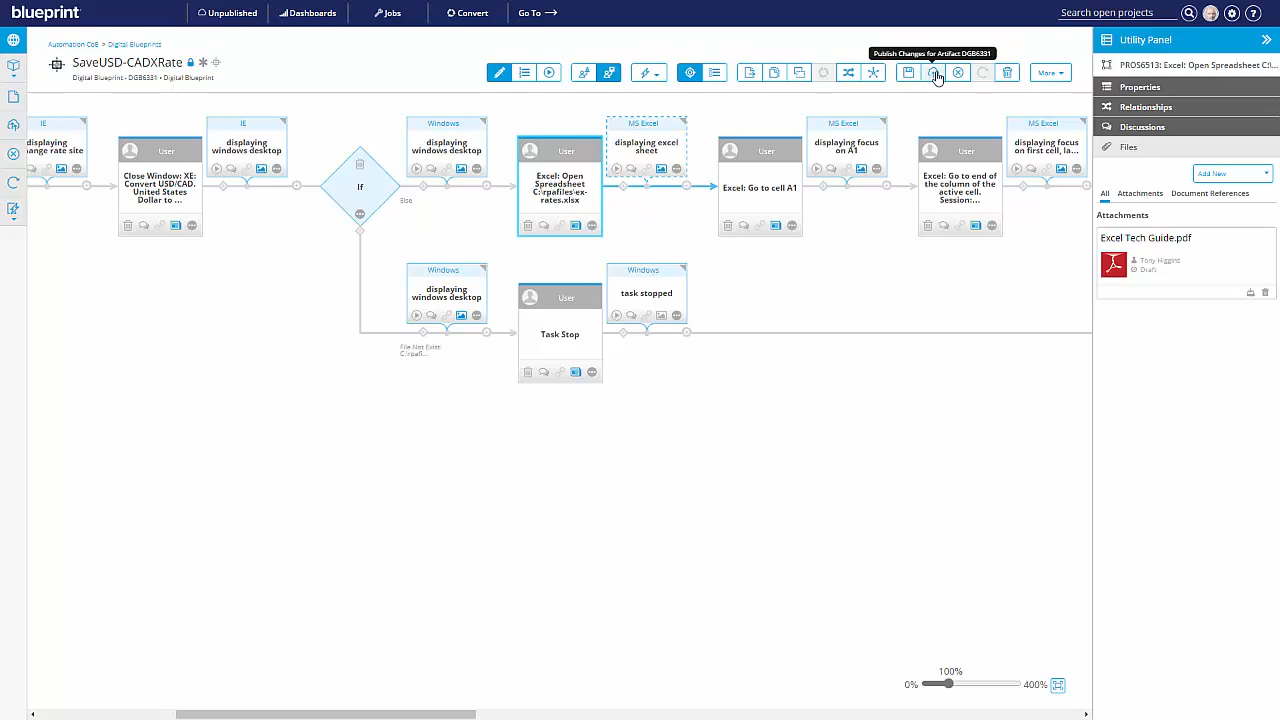 blueprint
Unpublished
Dashboards
Jobs
Convert
Go To
Search open projects
Automation CoE > Digital Blueprints
SaveUSD-CADXRate
Digital Blueprint - DGB6331 • Digital Blueprint
Publish Changes for Artifact DGB6331
More
Utility Panel
PROS6513: Excel: Open Spreadsheet C:\...
Properties
Relationships
Discussions
Files
Add New
All
Attachments
Document References
Attachments
Excel Tech Guide.pdf
Tony Higgins
Draft
IE
displaying
ange rate site
User
Close Window: XE:
Convert USD/CAD.
United States
Dollar to ...
IE
displaying
windows desktop
If
Else
Windows
displaying
windows desktop
User
Excel: Open
Spreadsheet
C:\rpafiles\ex-
rates.xlsx
MS Excel
displaying excel
sheet
User
Excel: Go to cell A1
MS Excel
displaying focus
on A1
User
Excel: Go to end of
the column of the
active cell.
Session:...
MS Excel
displaying focus
on first cell, la...
Windows
displaying
windows desktop
File Not Exist:
C:\rpafi...
User
Task Stop
Windows
task stopped
100%
0%
400%